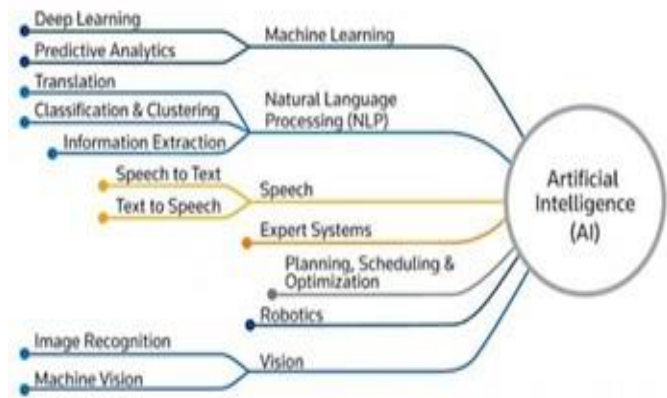 Deep Learning
Machine Learning
Predictive Analytics
Translation
Classification & Clustering
Natural Language
Processing (NLP)
Information Extraction
Speech to Text
Speech
Text to Speech
Expert Systems
Planning, Scheduling &
Optimization
Robotics
Image Recognition
Vision
Machine Vision
Artificial
Intelligence
(AI)